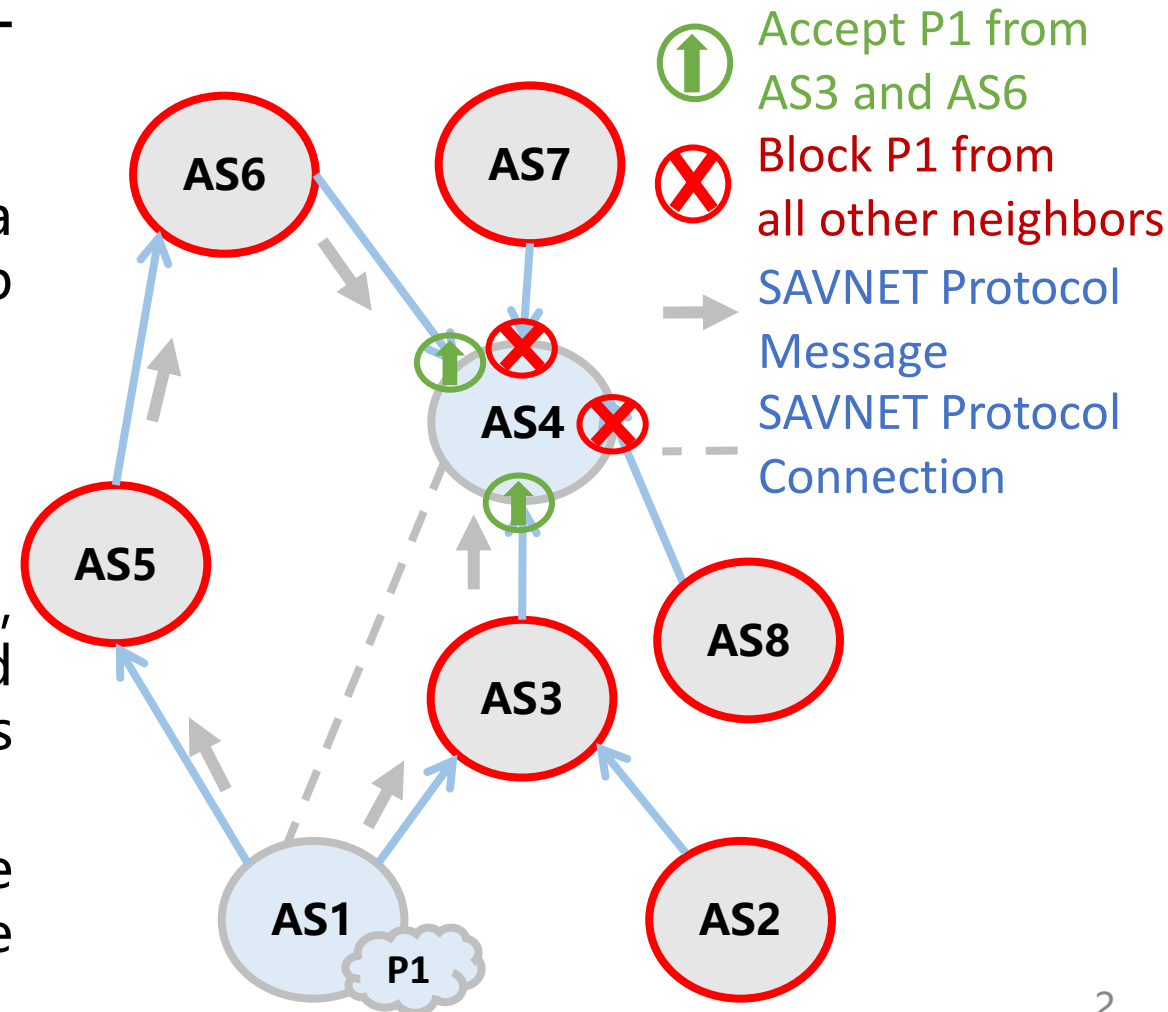 Accept P1 from
AS3 and AS6
Block P1 from
all other neighbors
SAVNET Protocol
Message
SAVNET Protocol
Connection
AS6
AS7
a
AS4
AS5
,
d
AS8
s
AS3
e
AS1
AS2
e
P1
2